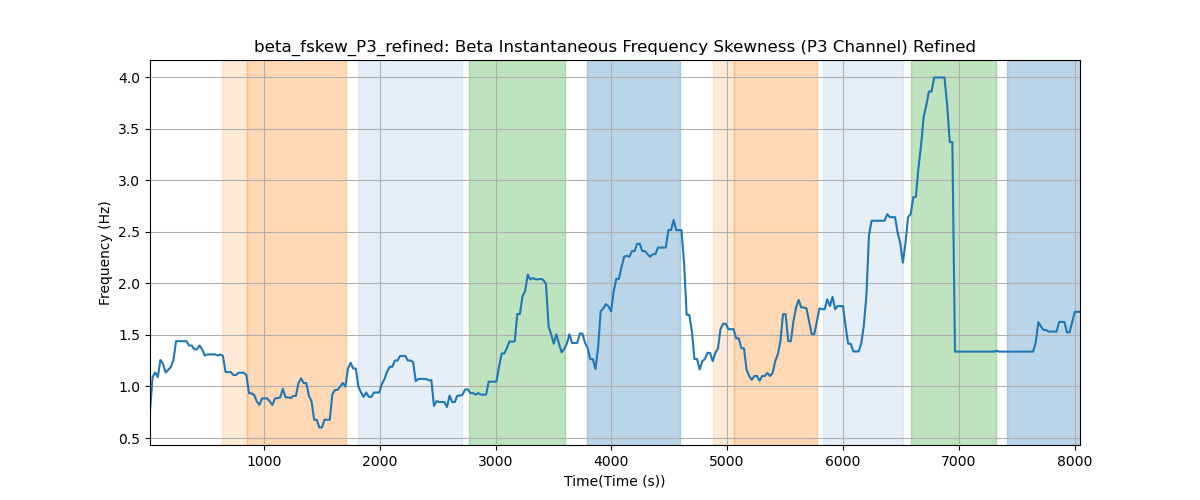 beta_fskew_P3_refined: Beta Instantaneous Frequency Skewness (P3 Channel) Refined
4.0
3.5
3.0
2.5
2.0
1.5
1.0
0.5
Frequency (Hz)
1000 2000 3000 4000 5000 6000 7000 8000
Time(Time (s))